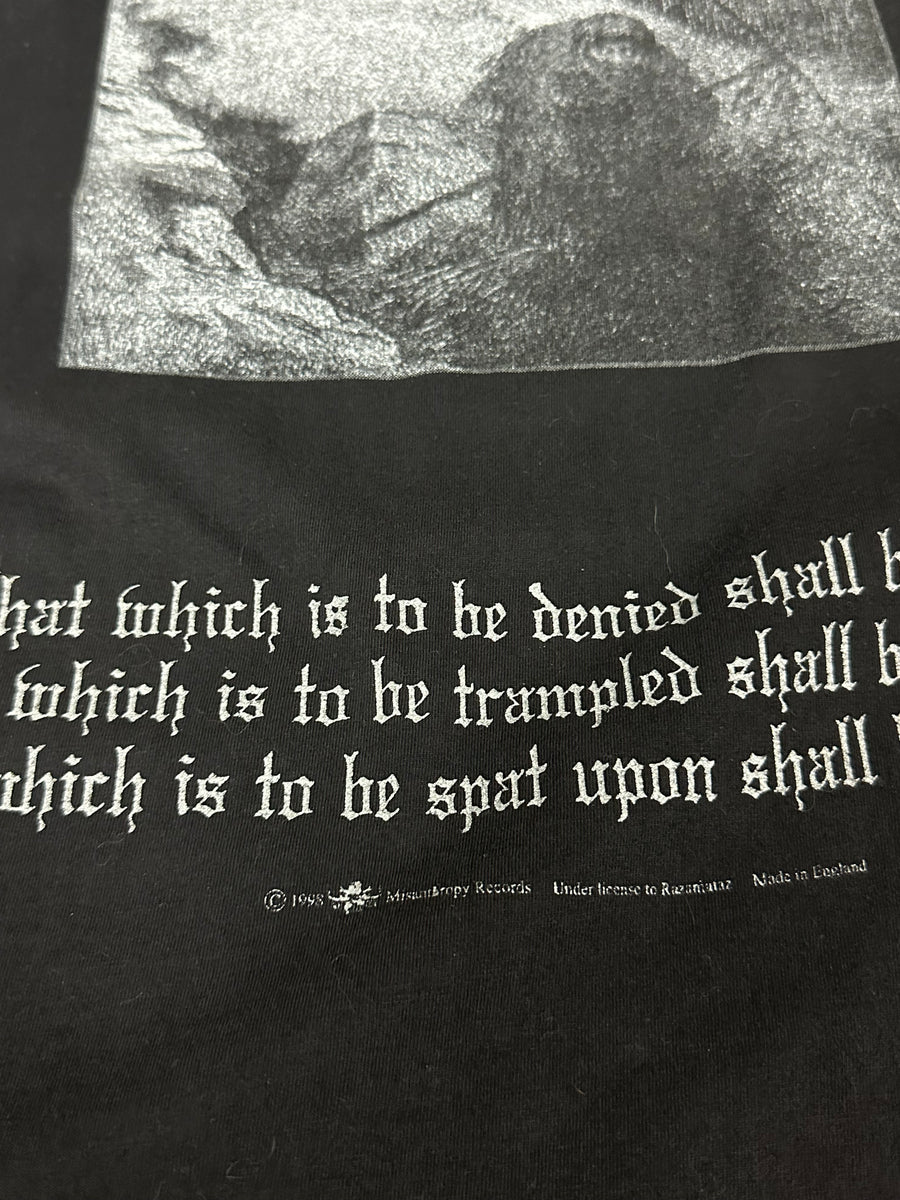 hat which is to be denied shall b
which is to be trampled shall b
which is to be spat upon shall
© 1998 Misanthropy Records Under license to Razamataz Made in England